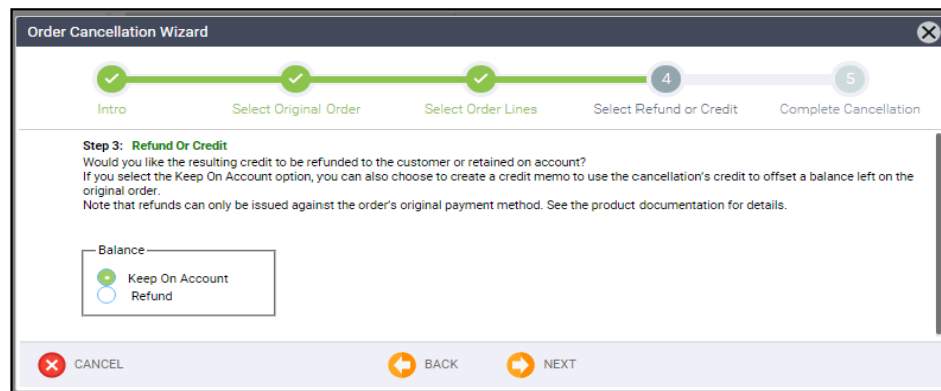 Order Cancellation Wizard
4
5
Intro
Select Original Order
Select Order Lines
Select Refund or Credit
Complete Cancellation
Step 3: Refund Or Credit
Would you like the resulting credit to be refunded to the customer or retained on account?
If you select the Keep On Account option, you can also choose to create a credit memo to use the cancellation's credit to offset a balance left on the
original order.
Note that refunds can only be issued against the order's original payment method. See the product documentation for details.
Balance
Keep On Account
Refund
CANCEL
BACK
NEXT